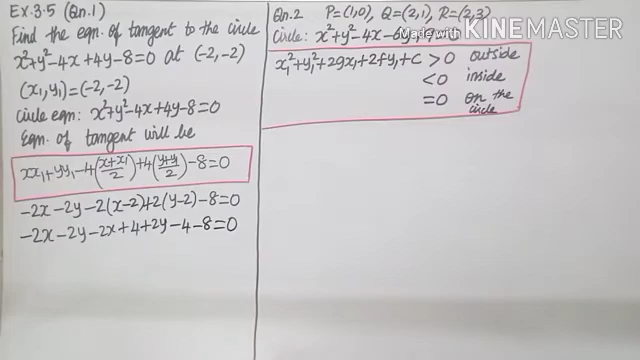 Ex.3.5 (Qn.1)
Find the eqn. of tangent to the circle
x²+y²-4x+4y-8=0 at (-2,-2)
(x₁,y₁)=(-2,-2)
circle eqn: x²+y²-4x+4y-8=0
Eqn. of tangent will be
xx₁+yy₁-4((x+x₁)/2)+4((y+y₁)/2)-8=0
-2x-2y-2(x-2)+2(y-2)-8=0
-2x-2y-2x+4+2y-4-8=0
Qn.2 P=(1,0), Q=(2,1), R=(2,3)
Circle: x²+y²-4x-6y
x₁²+y₁²+2gx₁+2fy₁+c >0 outside
<0 inside
=0 on the
circle
Made with KINEMASTER